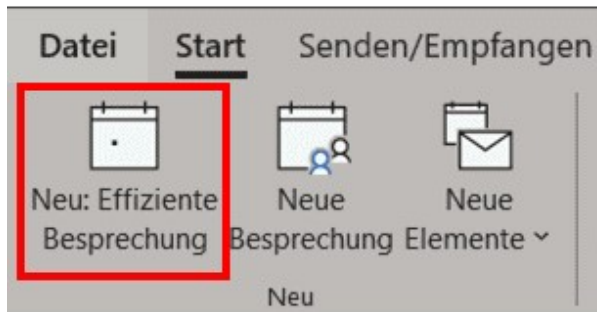 Datei Start Senden/Empfangen
Neu: Effiziente Besprechung
Neue Besprechung
Neue Elemente
Neu